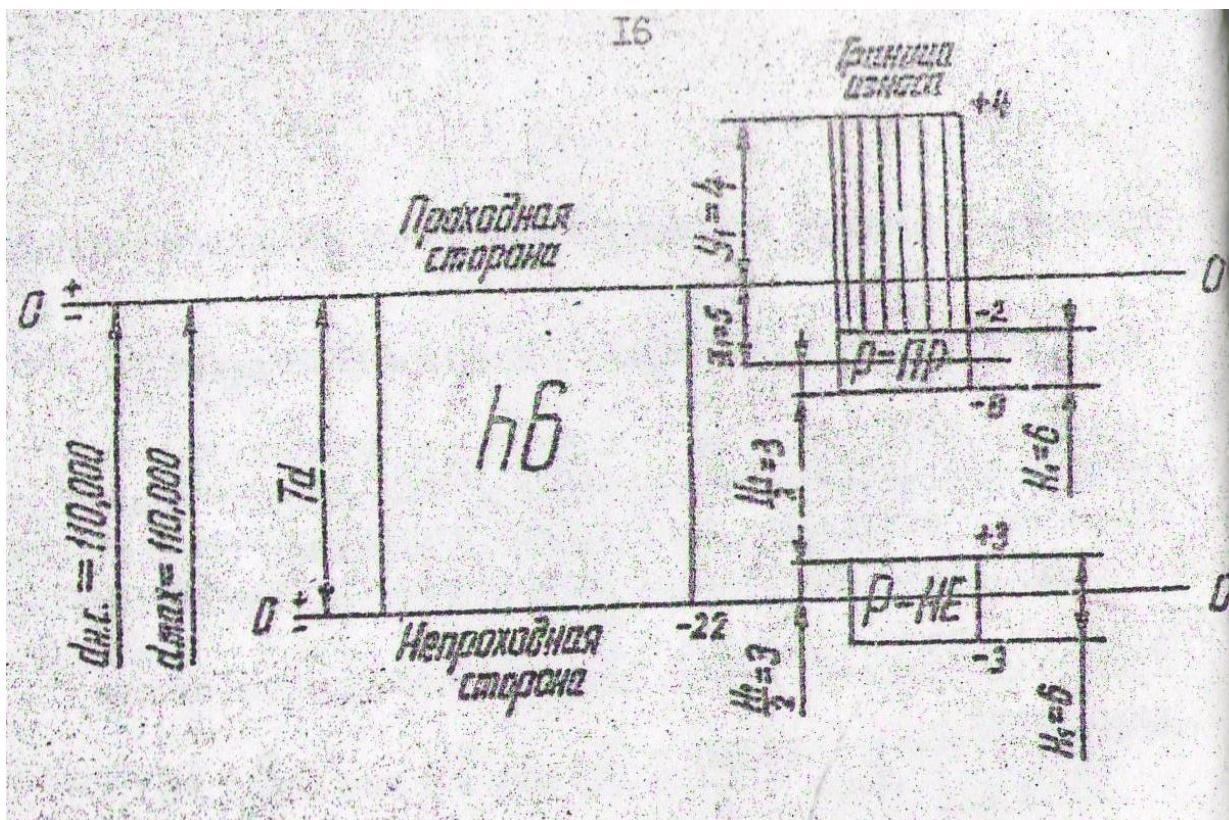 I6
Граница
износа
+4
Проходная
сторона
У₁=4
0
+
-
0
Z₁=5
-2
Р-ПР
-8
h6
Td
dн.с. = 110,000
dmax = 110,000
H₁/2=3
H₁=6
+3
0
+
-
0
Р-НЕ
-22
-3
Непроходная
сторона
H₁/2=3
H₁=6